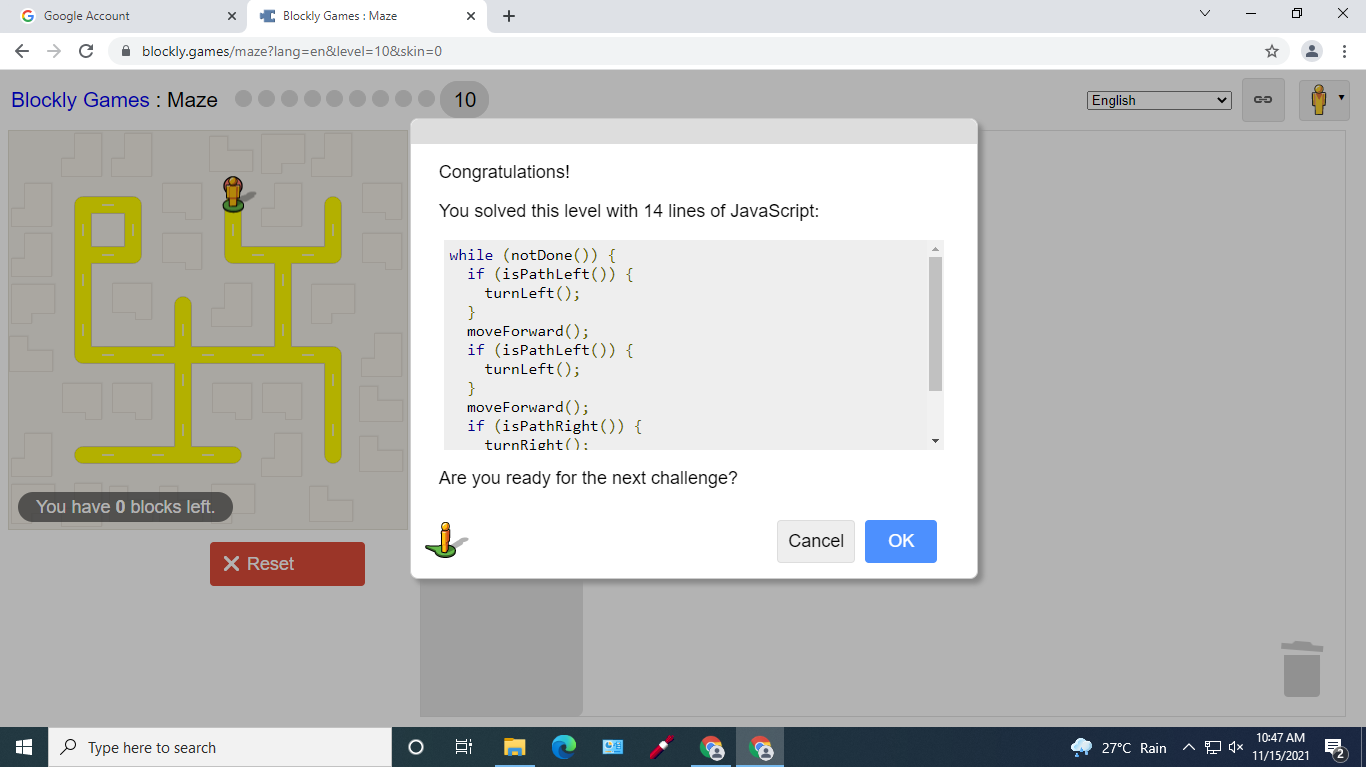 Google Account
Blockly Games : Maze
blockly.games/maze?lang=en&level=10&skin=0
Blockly Games : Maze
10
English
Congratulations!
You solved this level with 14 lines of JavaScript:
while (notDone()) {
if (isPathLeft()) {
turnLeft();
}
moveForward();
if (isPathLeft()) {
turnLeft();
}
moveForward();
if (isPathRight()) {
turnRight();
Are you ready for the next challenge?
You have 0 blocks left.
Cancel
OK
Reset
Type here to search
27°C Rain
10:47 AM
11/15/2021
2